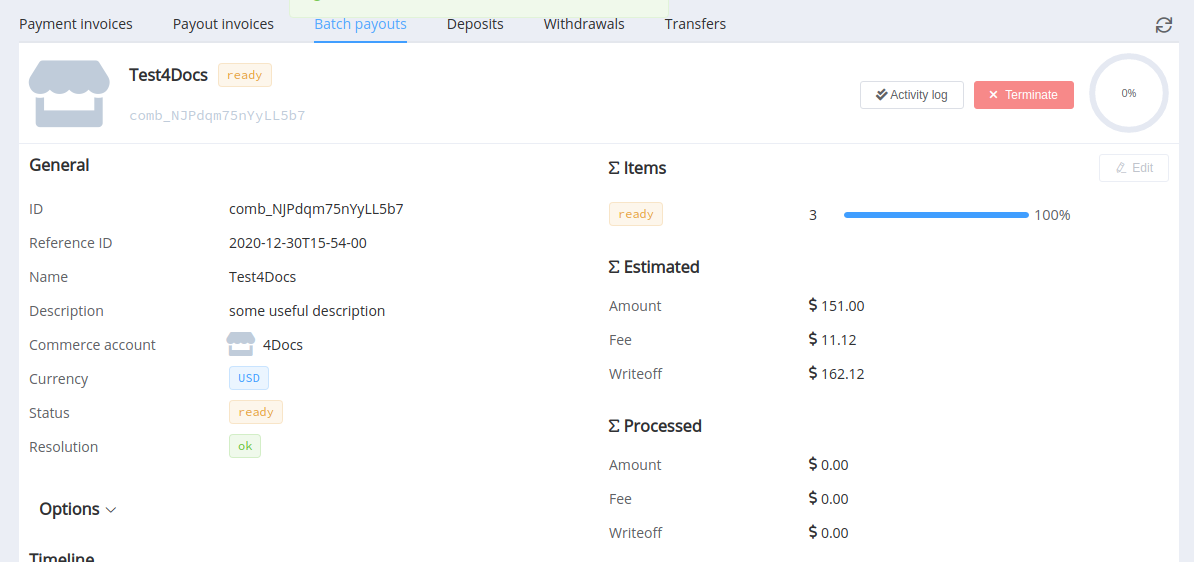 Payment invoices Payout invoices Batch payouts Deposits Withdrawals Transfers
Test4Docs ready
comb_NJPdqm75nYyLL5b7
Activity log Terminate 0%
General
ID comb_NJPdqm75nYyLL5b7
Reference ID 2020-12-30T15-54-00
Name Test4Docs
Description some useful description
Commerce account 4Docs
Currency USD
Status ready
Resolution ok
Options
Timeline
Σ Items Edit
ready 3 100%
Σ Estimated
Amount $ 151.00
Fee $ 11.12
Writeoff $ 162.12
Σ Processed
Amount $ 0.00
Fee $ 0.00
Writeoff $ 0.00